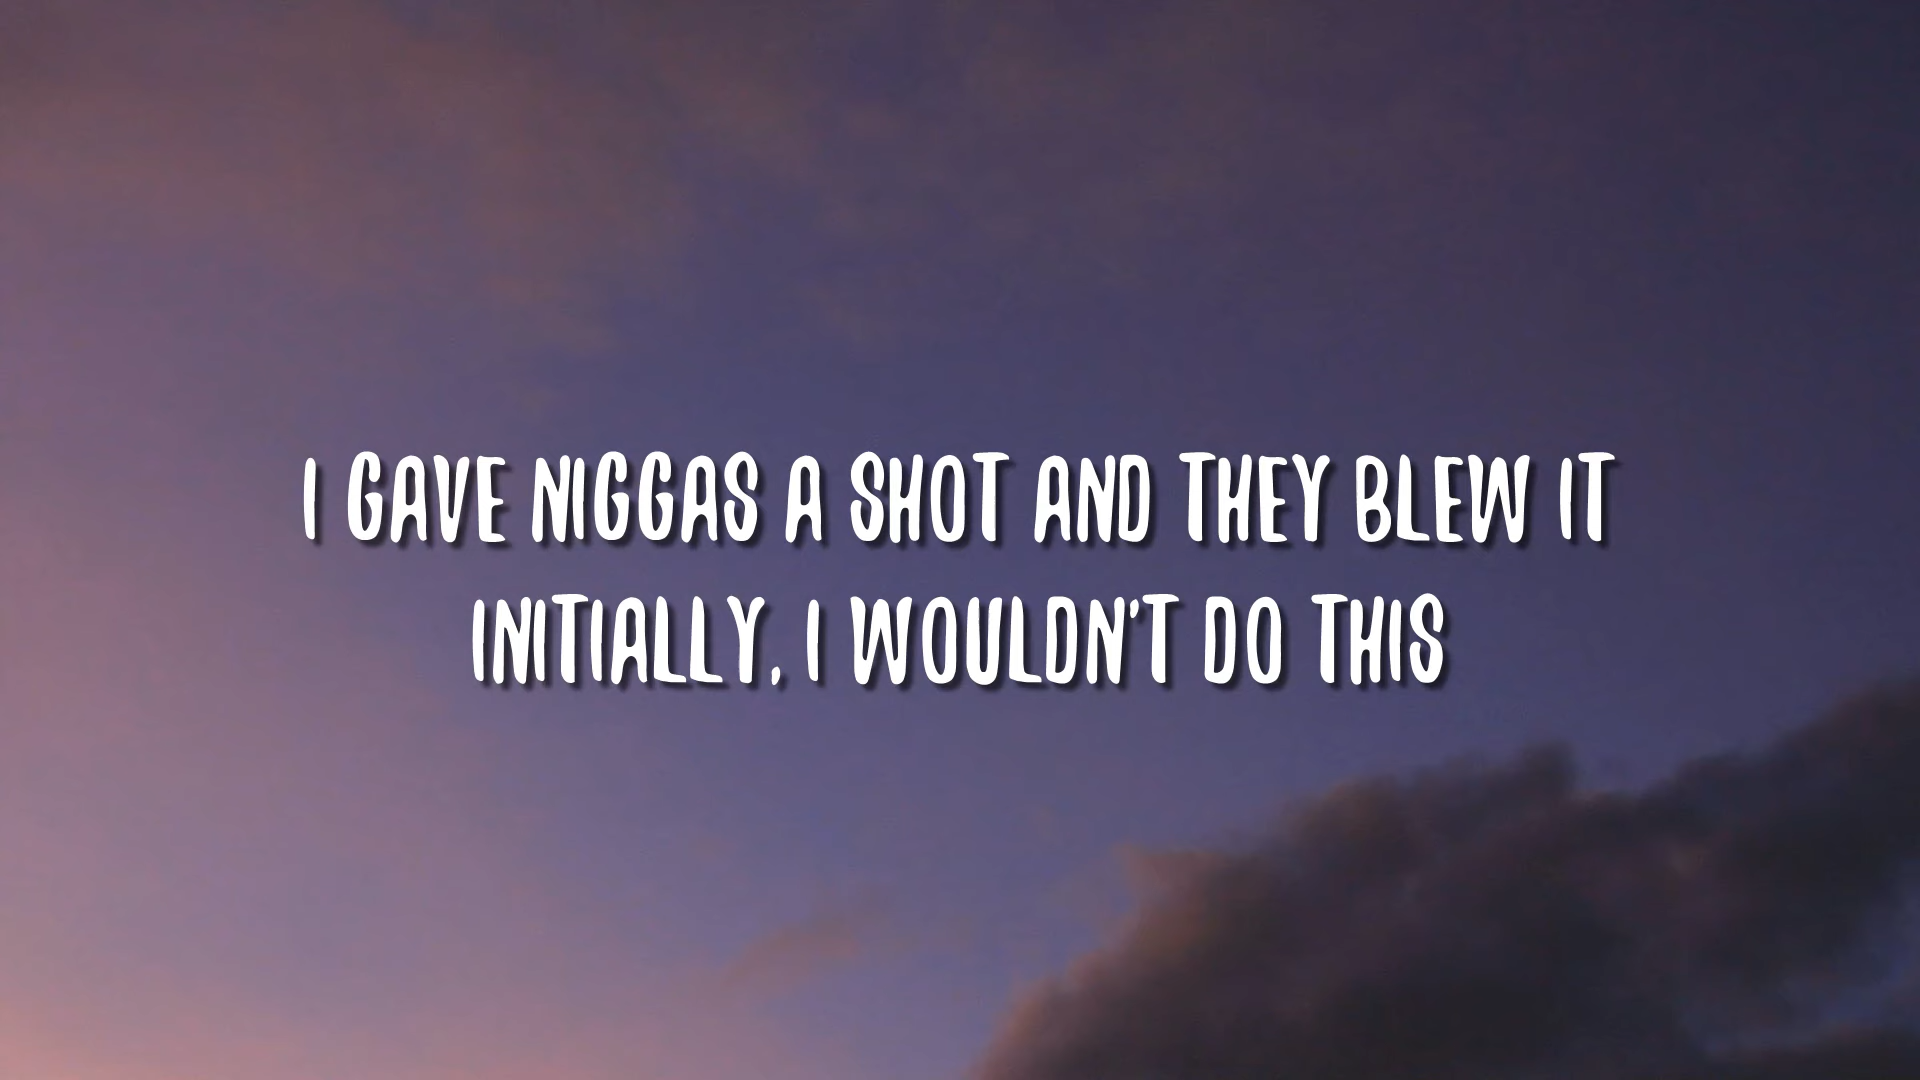 I GAVE NIGGAS A SHOT AND THEY BLEW IT
INITIALLY, I WOULDN'T DO THIS